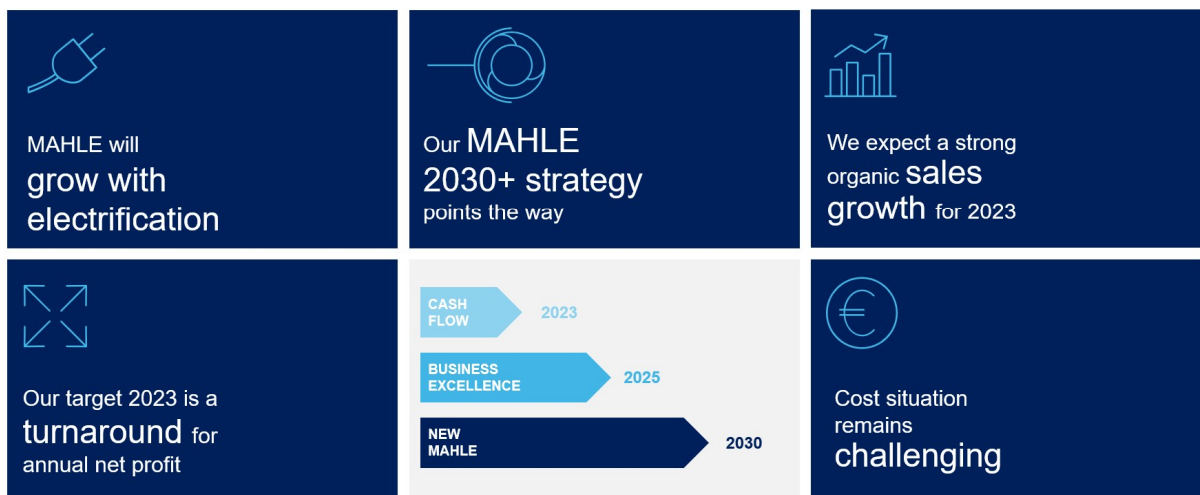 MAHLE will
grow with
electrification
Our MAHLE
2030+ strategy
points the way
We expect a strong
organic sales
growth for 2023
Our target 2023 is a
turnaround for
annual net profit
CASH
FLOW
2023
BUSINESS
EXCELLENCE
2025
NEW
MAHLE
2030
€
Cost situation
remains
challenging